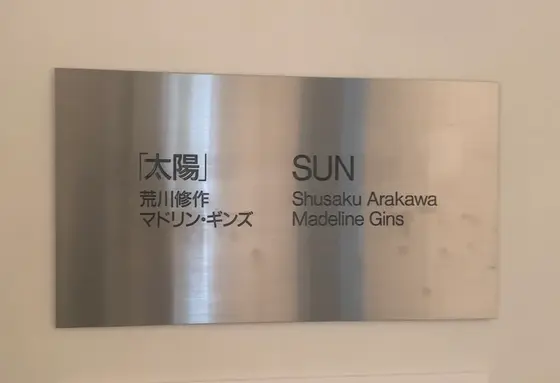 「太陽」
荒川修作
マドリン・ギンズ
SUN
Shusaku Arakawa
Madeline Gins